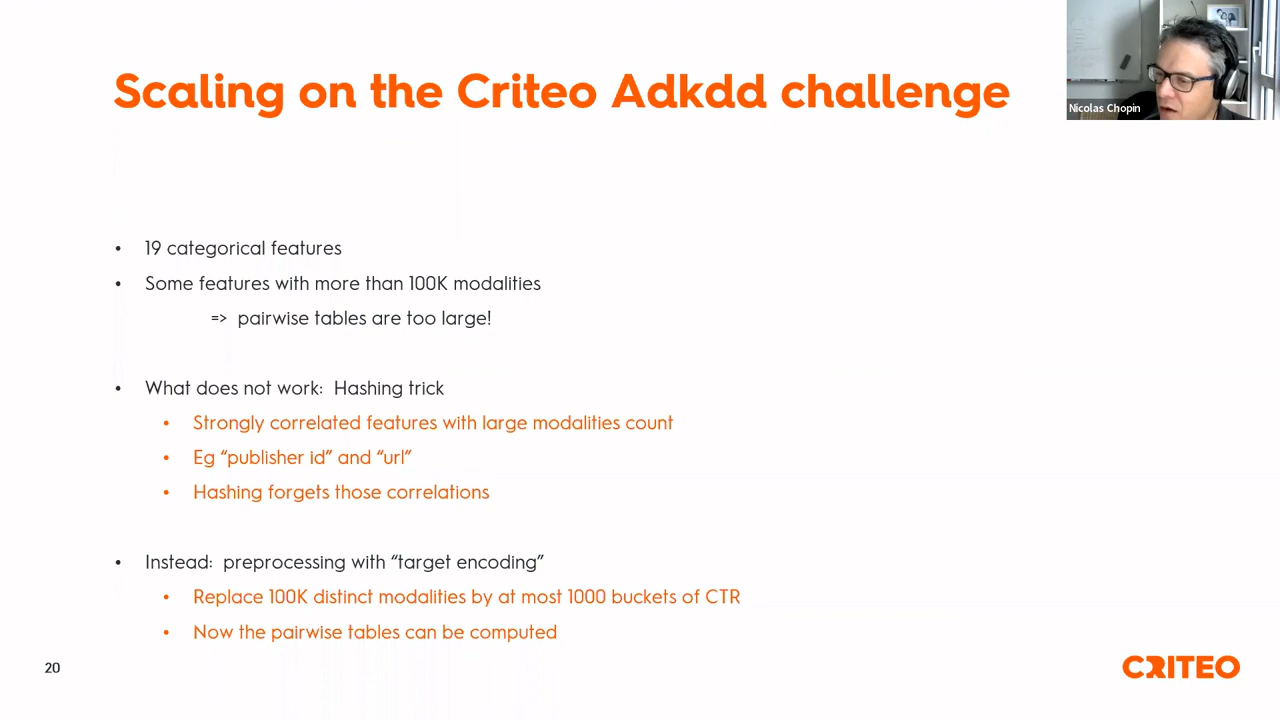 Scaling on the Criteo Adkdd challenge
Nicolas Chopin
• 19 categorical features
• Some features with more than 100K modalities
=> pairwise tables are too large!
• What does not work: Hashing trick
• Strongly correlated features with large modalities count
• Eg “publisher id” and “url”
• Hashing forgets those correlations
• Instead: preprocessing with “target encoding”
• Replace 100K distinct modalities by at most 1000 buckets of CTR
• Now the pairwise tables can be computed
20
CRITEO